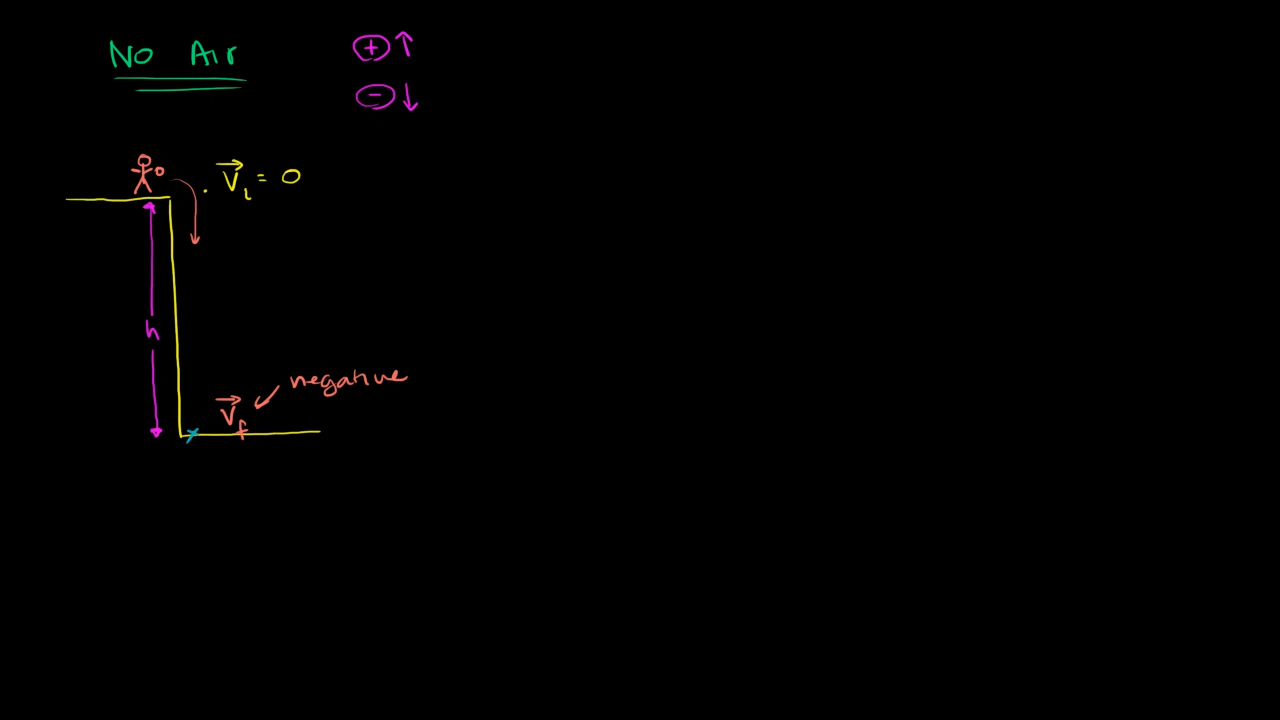 No Air
+ ↑
- ↓
V⃗i = 0
h
negative
V⃗f